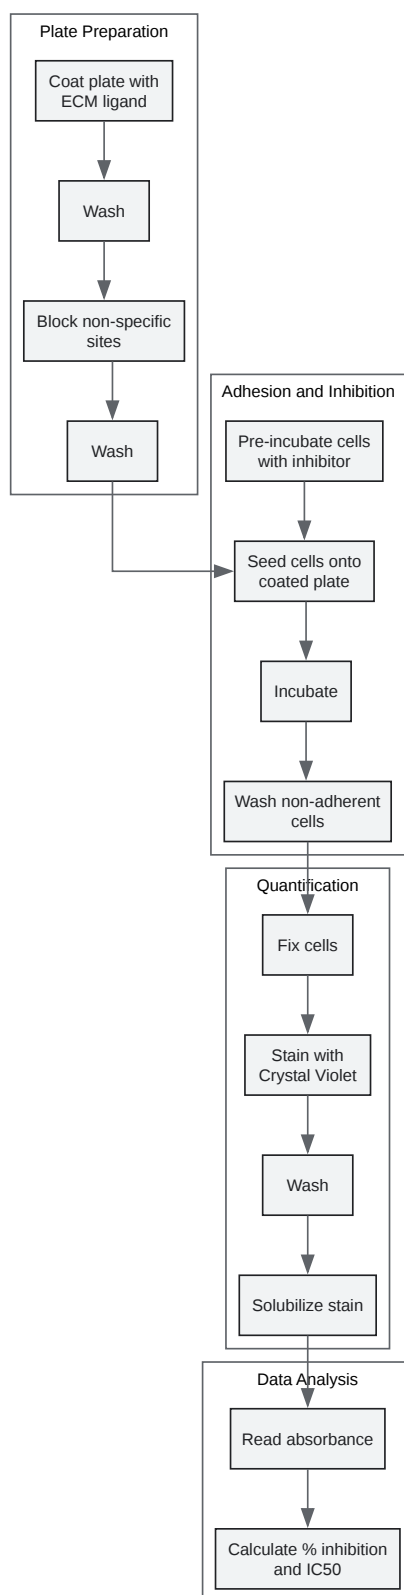 Plate Preparation
Coat plate with
ECM ligand
Wash
Block non-specific
sites
Wash
Adhesion and Inhibition
Pre-incubate cells
with inhibitor
Seed cells onto
coated plate
Incubate
Wash non-adherent
cells
Quantification
Fix cells
Stain with
Crystal Violet
Wash
Solubilize stain
Data Analysis
Read absorbance
Calculate % inhibition
and IC50